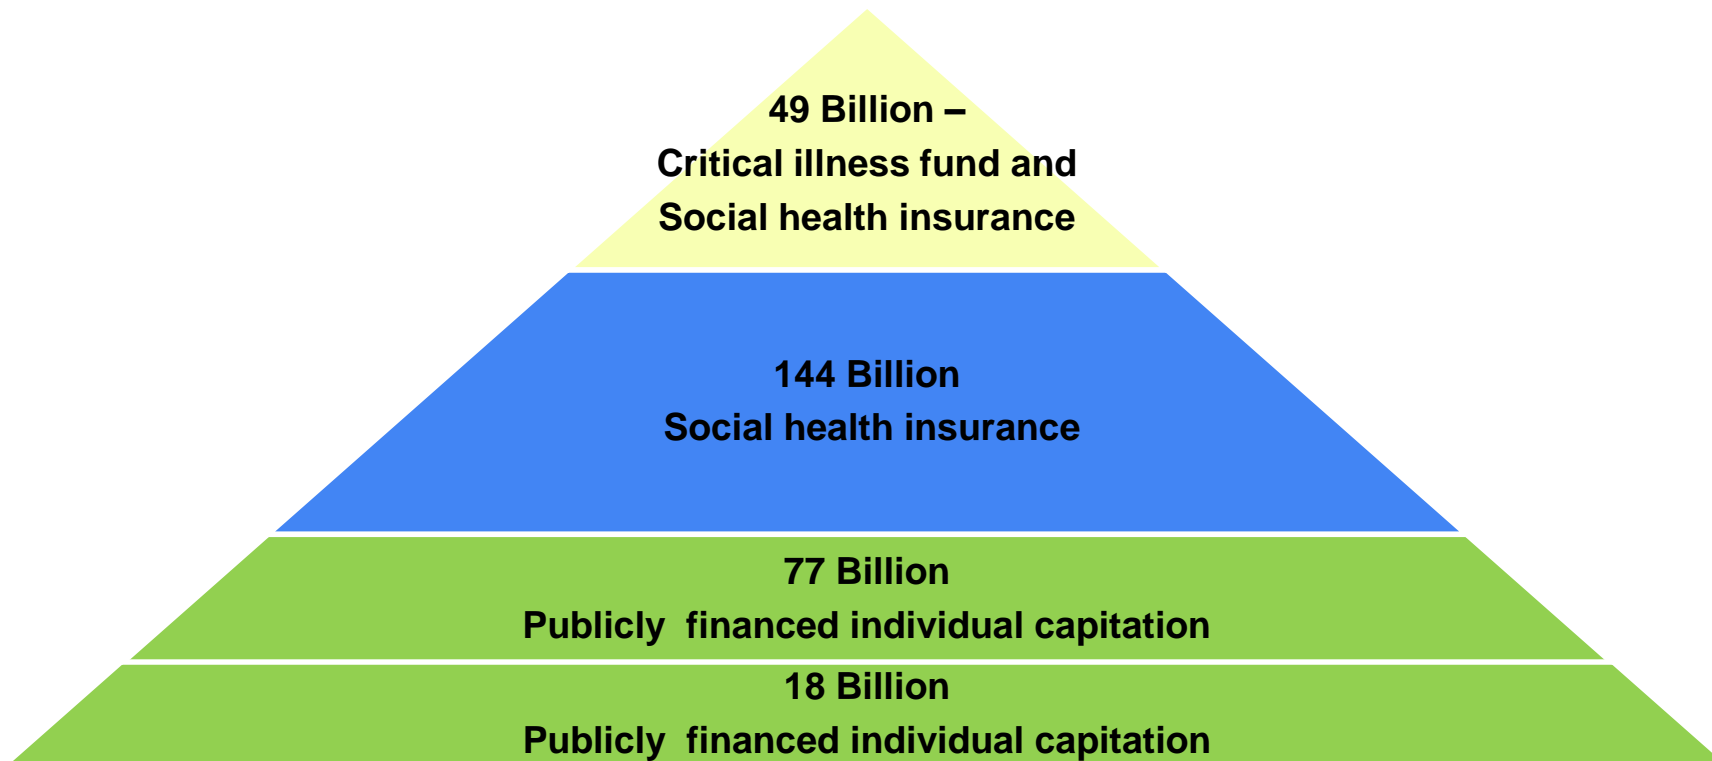 49 Billion –
Critical illness fund and
Social health insurance
144 Billion
Social health insurance
77 Billion
Publicly  financed individual capitation
18 Billion
Publicly  financed individual capitation